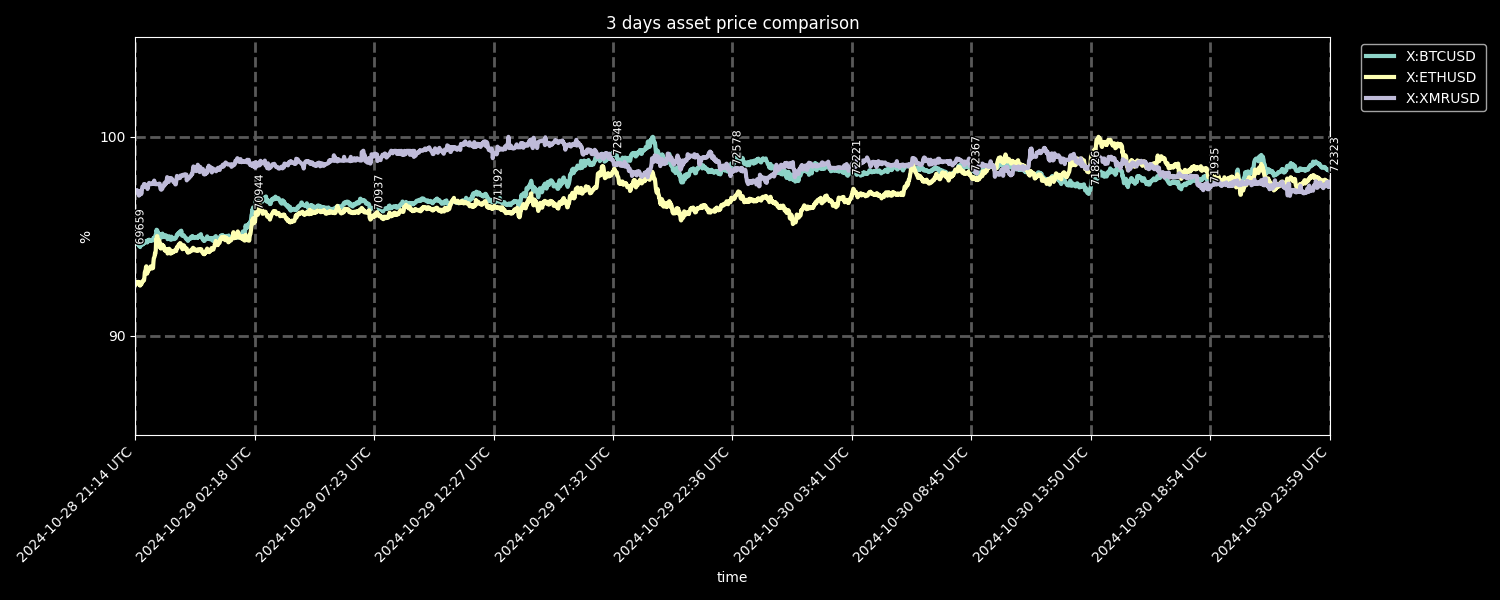 3 days asset price comparison
X:BTCUSD
X:ETHUSD
X:XMRUSD
100
90
%
69659
70944
70937
71192
72948
72578
72221
72367
71826
71935
72323
2024-10-28 21:14 UTC
2024-10-29 02:18 UTC
2024-10-29 07:23 UTC
2024-10-29 12:27 UTC
2024-10-29 17:32 UTC
2024-10-29 22:36 UTC
2024-10-30 03:41 UTC
2024-10-30 08:45 UTC
2024-10-30 13:50 UTC
2024-10-30 18:54 UTC
2024-10-30 23:59 UTC
time